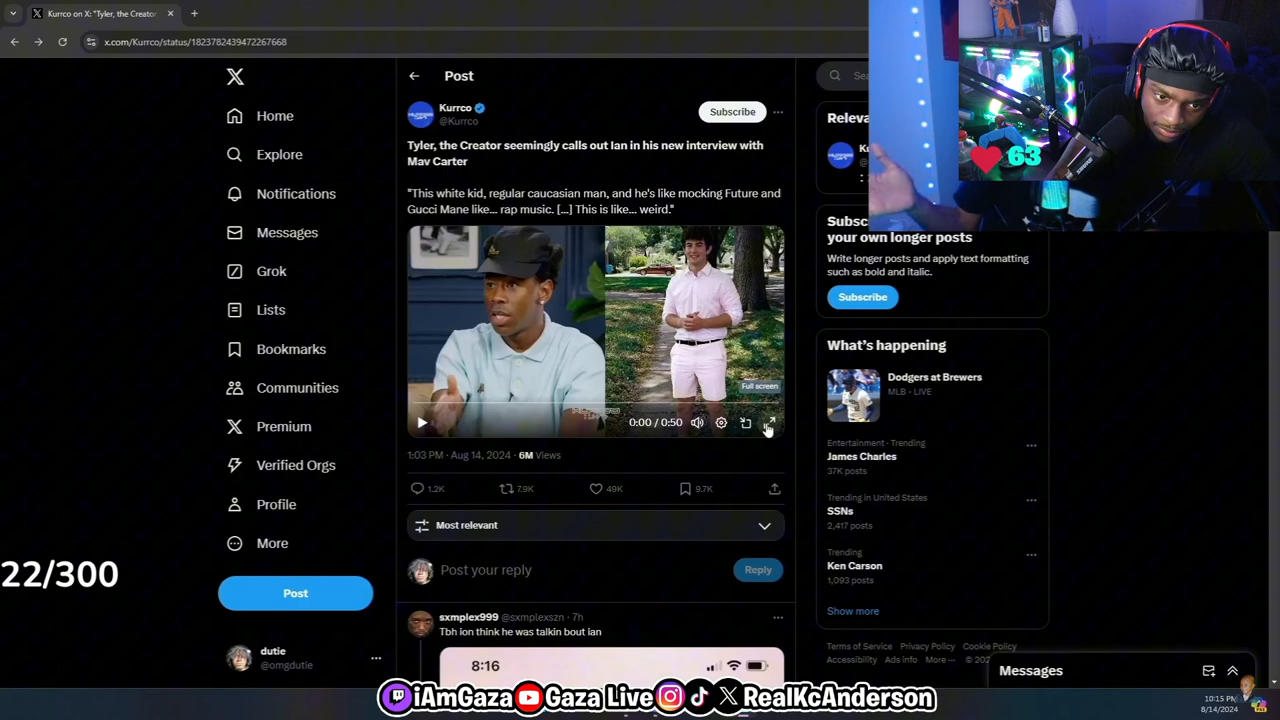 Kurrco on X: "Tyler, the Creator
x.com/Kurrco/status/1823782439472267668
Home
Explore
Notifications
Messages
Grok
Lists
Bookmarks
Communities
Premium
Verified Orgs
Profile
More
Post
dutie
@omgdutie
22/300
Post
Kurrco
@Kurrco
Subscribe
Tyler, the Creator seemingly calls out Ian in his new interview with
Mav Carter
"This white kid, regular caucasian man, and he's like mocking Future and
Gucci Mane like... rap music. [...] This is like... weird."
Full screen
0:00 / 0:50
1:03 PM · Aug 14, 2024 · 6M Views
1.2K
7.9K
49K
9.7K
Most relevant
Post your reply
Reply
sxmplex999 @sxmplexszn · 7h
Tbh ion think he was talkin bout ian
8:16
63
your own longer posts
Write longer posts and apply text formatting
such as bold and italic.
Subscribe
What's happening
Dodgers at Brewers
MLB · LIVE
Entertainment · Trending
James Charles
37K posts
Trending in United States
SSNs
2,417 posts
Trending
Ken Carson
1,093 posts
Show more
Terms of Service Privacy Policy Cookie Policy
Accessibility Ads info More ···
Messages
iAmGaza Gaza Live RealKcAnderson
10:15 PM
8/14/2024